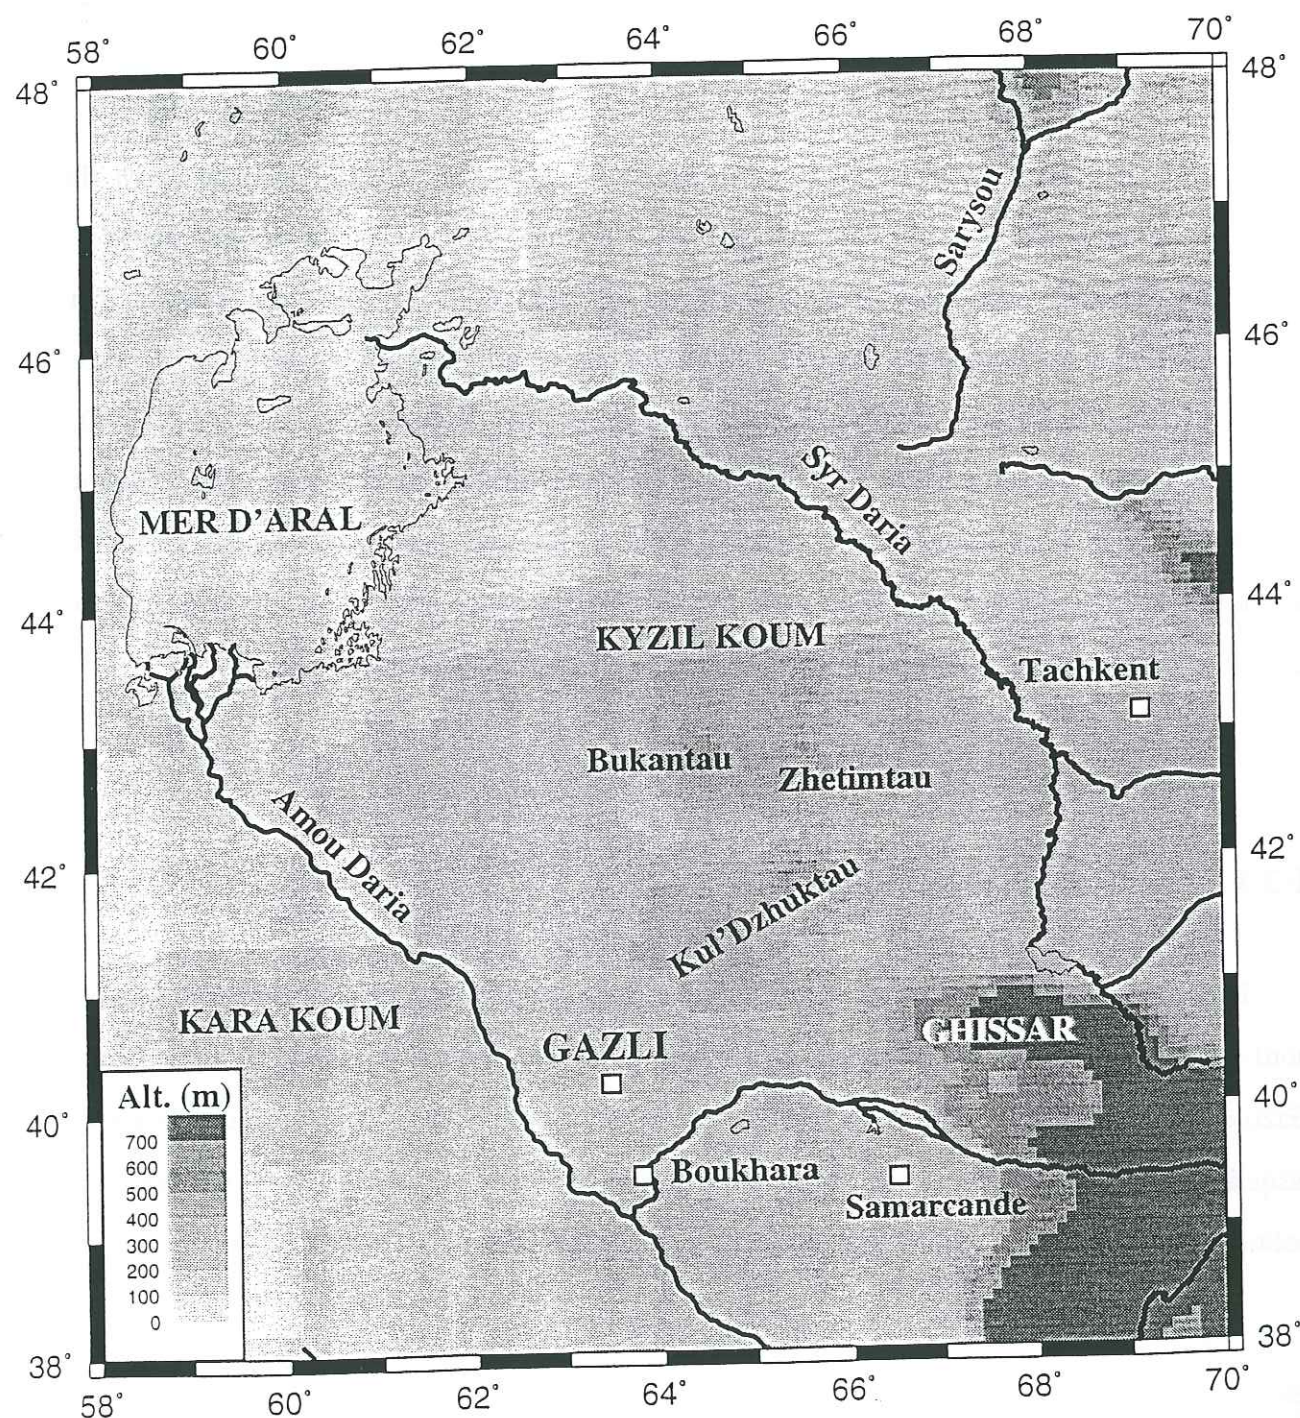 58° 60° 62° 64° 66° 68° 70°
48° 48°
Sarysou
46° 46°
Syr Daria
MER D'ARAL
44° 44°
KYZIL KOUM
Tachkent
Bukantau
Zhetimtau
Amou Daria
42° 42°
Kul'Dzhuktau
KARA KOUM
GHISSAR
GAZLI
Alt. (m)
40° 40°
700
600
500
400
300
200
100
0
Boukhara
Samarcande
38° 38°
58° 60° 62° 64° 66° 68° 70°